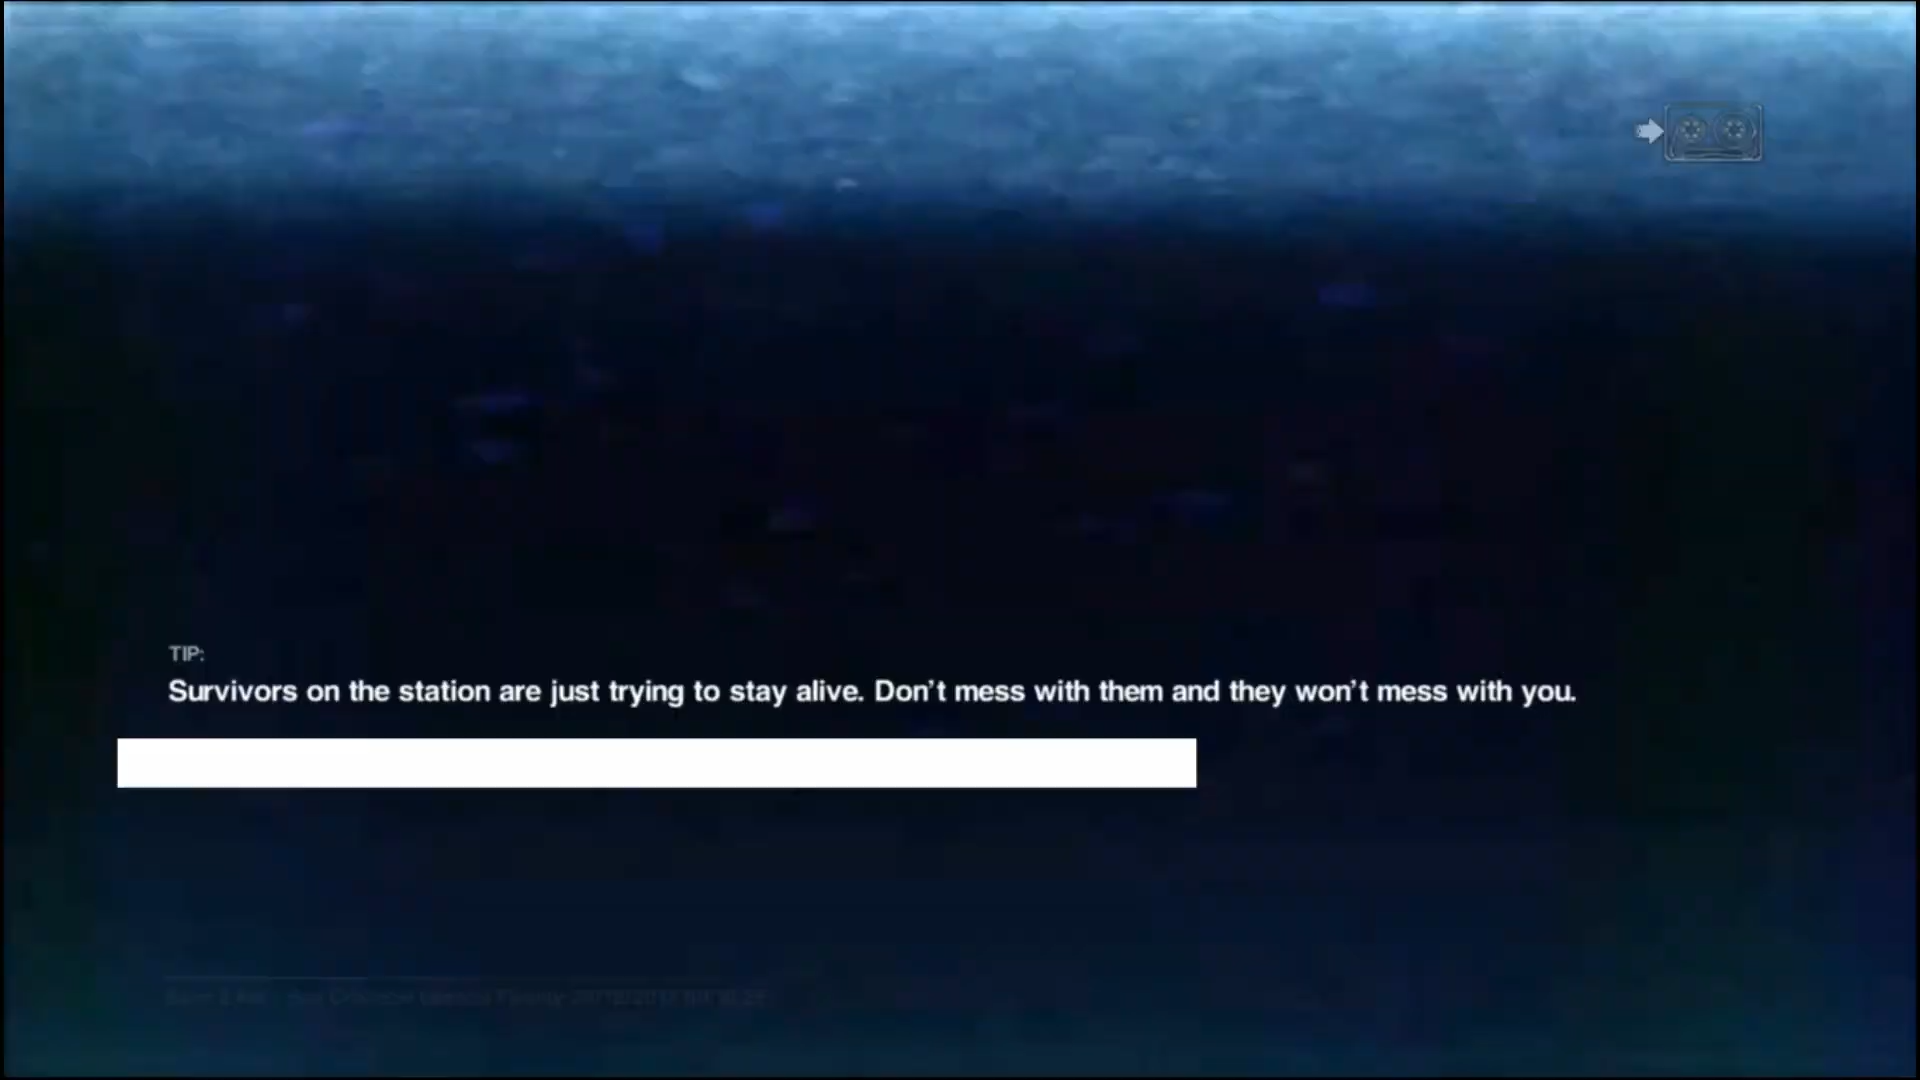 TIP:
Survivors on the station are just trying to stay alive. Don't mess with them and they won't mess with you.